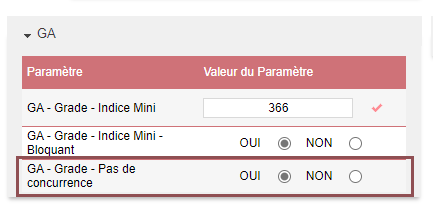 GA
Paramètre Valeur du Paramètre
GA - Grade - Indice Mini 366
GA - Grade - Indice Mini -
Bloquant OUI NON
GA - Grade - Pas de
concurrence OUI NON